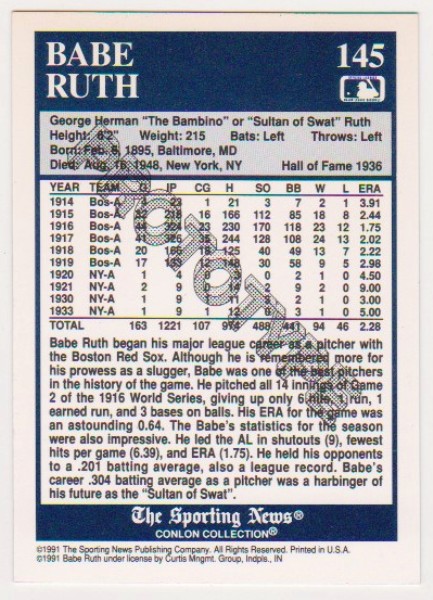 BABE RUTH
145
George Herman "The Bambino" or "Sultan of Swat" Ruth
Height: 6'2" Weight: 215 Bats: Left Throws: Left
Born: Feb. 6, 1895, Baltimore, MD
Died: Aug. 16, 1948, New York, NY Hall of Fame 1936
YEAR TEAM G IP CG H SO BB W L ERA
1914 Bos-A 4 23 1 21 3 7 2 1 3.91
1915 Bos-A 32 218 16 166 112 85 18 8 2.44
1916 Bos-A 44 324 23 230 170 118 23 12 1.75
1917 Bos-A 41 326 35 244 128 108 24 13 2.02
1918 Bos-A 20 166 18 125 40 49 13 7 2.22
1919 Bos-A 17 133 12 148 30 58 9 5 2.98
1920 NY-A 1 4 0 4.50
1921 NY-A 2 9 0 14 2 9 2 0 9.00
1930 NY-A 1 9 0 3.00
1933 NY-A 1 9 12 0 5.00
TOTAL 163 1221 107 974 488 441 94 46 2.28
Babe Ruth began his major league career as a pitcher with
the Boston Red Sox. Although he is remembered more for
his prowess as a slugger, Babe was one of the best pitchers
in the history of the game. He pitched all 14 innings of Game
2 of the 1916 World Series, giving up only 6 hits, 1 run, 1
earned run, and 3 bases on balls. His ERA for the game was
an astounding 0.64. The Babe's statistics for the season
were also impressive. He led the AL in shutouts (9), fewest
hits per game (6.39), and ERA (1.75). He held his opponents
to a .201 batting average, also a league record. Babe's
career .304 batting average as a pitcher was a harbinger of
his future as the "Sultan of Swat".
PROTOTYPE
The Sporting News®
CONLON COLLECTION®
©1991 The Sporting News Publishing Company. All Rights Reserved. Printed in U.S.A.
©1991 Babe Ruth under license by Curtis Mngmt. Group, Indpls., IN